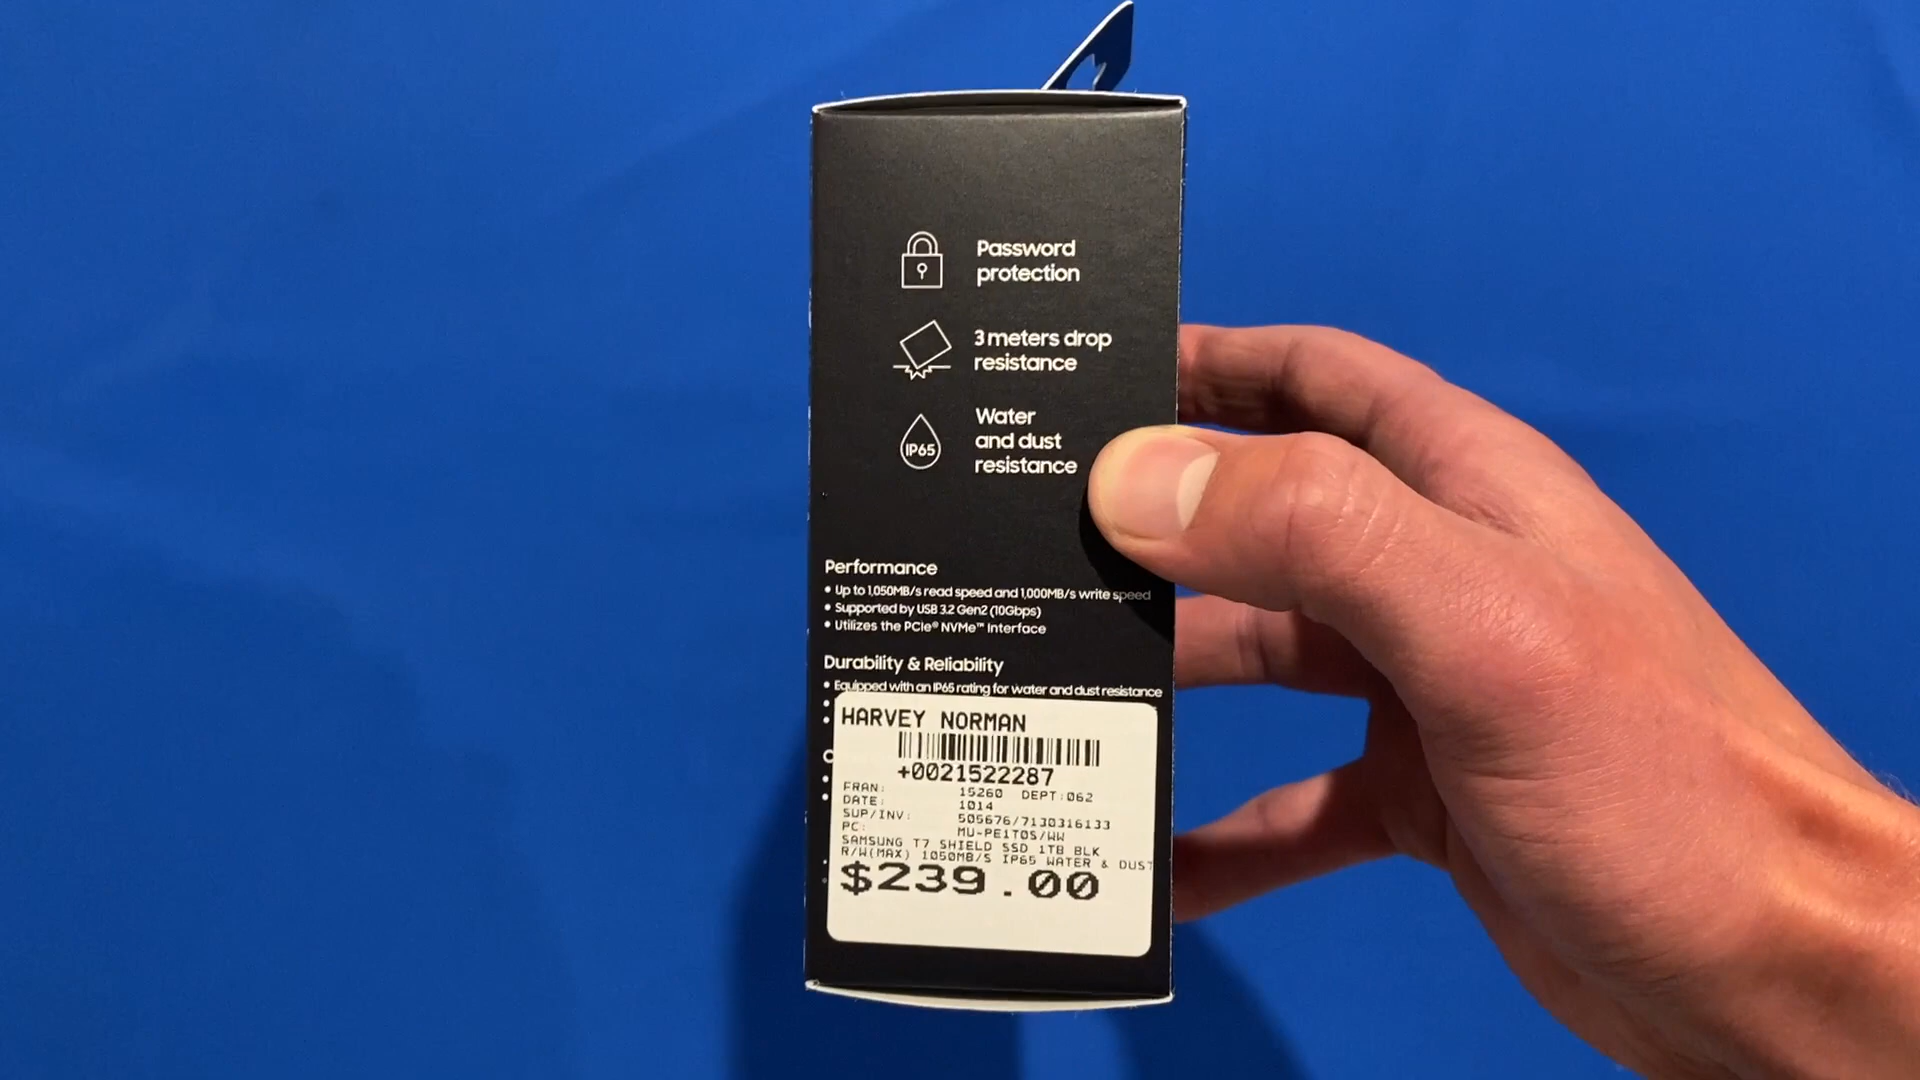 Password
protection
3 meters drop
resistance
IP65
Water
and dust
resistance
Performance
• Up to 1,050MB/s read speed and 1,000MB/s write speed
• Supported by USB 3.2 Gen2 (10Gbps)
• Utilizes the PCIe® NVMe™ Interface
Durability & Reliability
• Equipped with an IP65 rating for water and dust resistance
HARVEY NORMAN
+0021522287
FRAN: 15260 DEPT:062
DATE: 1014
SUP/INV: 505676/7130316133
PC: MU-PE1T0S/WW
SAMSUNG T7 SHIELD SSD 1TB BLK
R/W(MAX) 1050MB/S IP65 WATER & DUST
$239.00